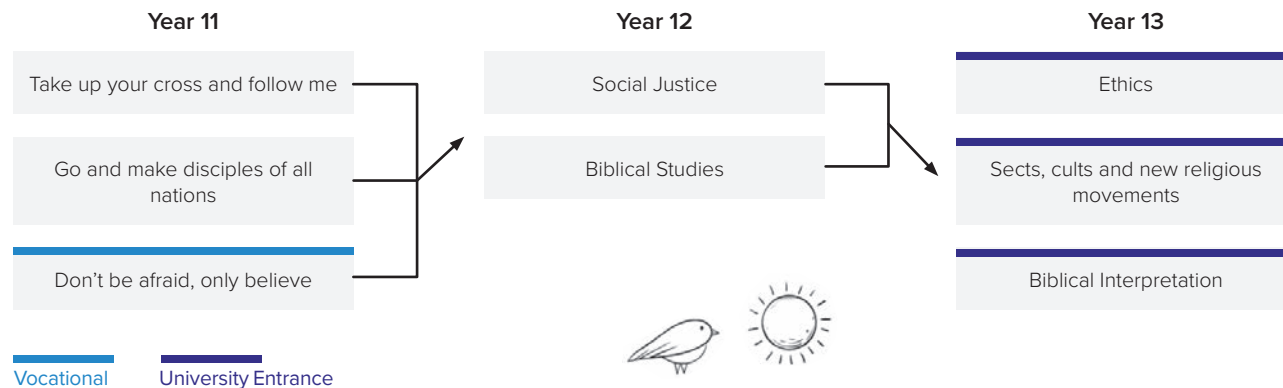 Year 11
Take up your cross and follow me
Go and make disciples of all
nations
Don’t be afraid, only believe
Year 12
Social Justice
Biblical Studies
Year 13
Ethics
Sects, cults and new religious
movements
Biblical Interpretation
Vocational
University Entrance